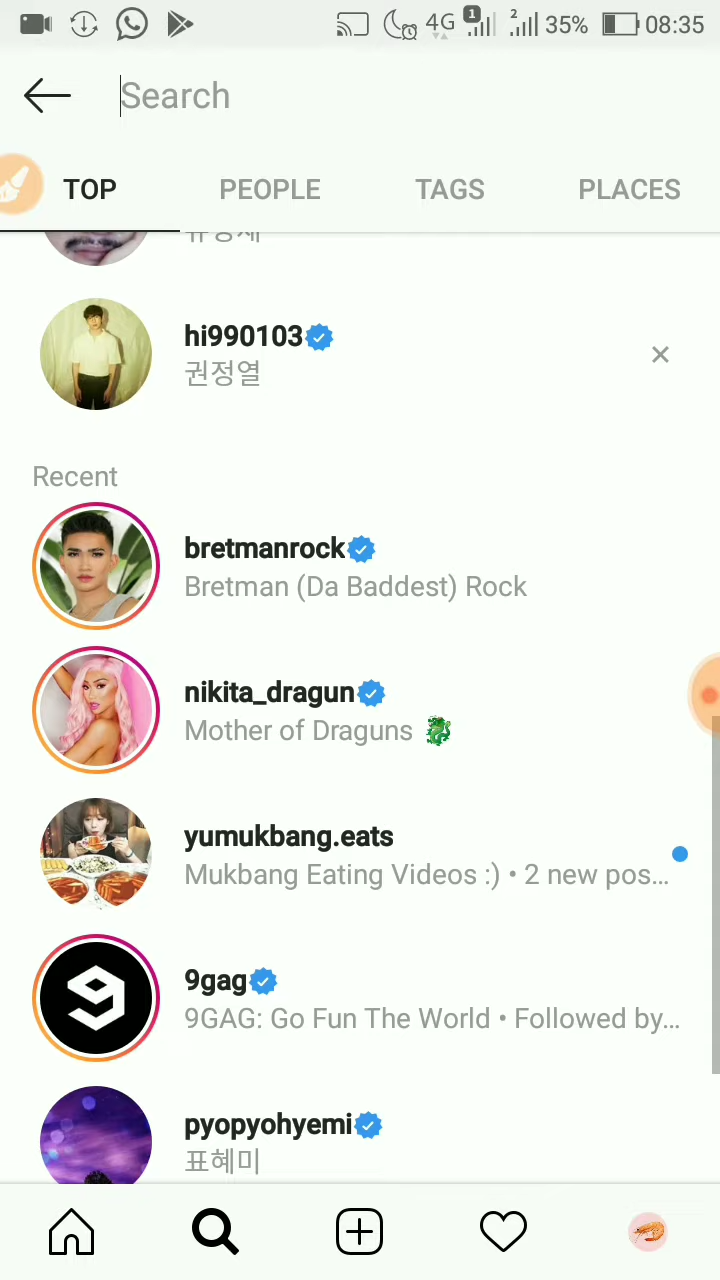 4G 1 2 35% 08:35
Search
TOP PEOPLE TAGS PLACES
hi990103
권정열
Recent
bretmanrock
Bretman (Da Baddest) Rock
nikita_dragun
Mother of Draguns 🐉
yumukbang.eats
Mukbang Eating Videos :) • 2 new pos...
9gag
9GAG: Go Fun The World • Followed by...
pyopyohyemi
표혜미